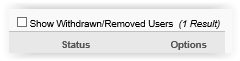 Show Withdrawn/Removed Users (1 Result)
Status Options